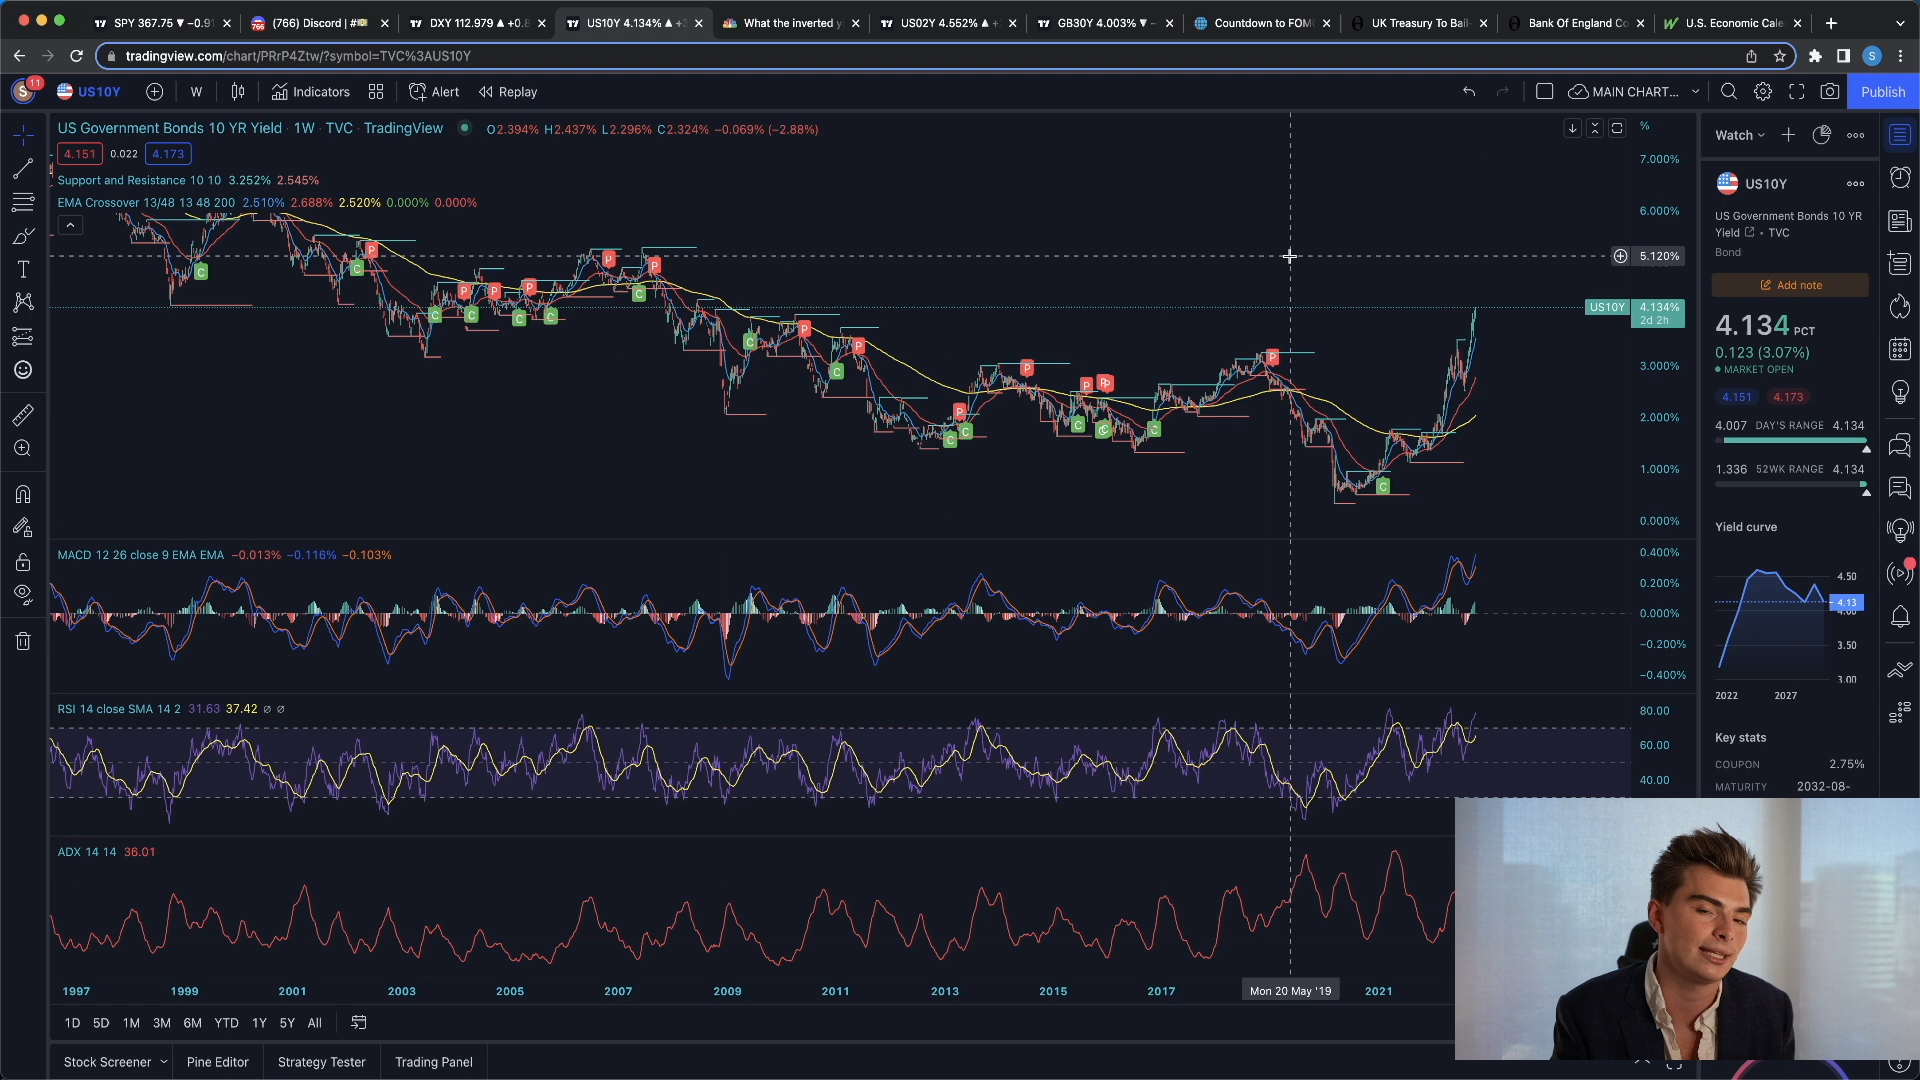 SPY 367.75 ▼ −0.91
(766) Discord | #
DXY 112.979 ▲ +0.8
US10Y 4.134% ▲ +3
What the inverted y
US02Y 4.552% ▲ +
GB30Y 4.003% ▼ −
Countdown to FOM
UK Treasury To Bail-
Bank Of England Co
U.S. Economic Cale
tradingview.com/chart/PRrP4Ztw/?symbol=TVC%3AUS10Y
S
S
11
US10Y
W
Indicators
Alert
Replay
MAIN CHART...
Publish
US Government Bonds 10 YR Yield · 1W · TVC · TradingView
O2.394% H2.437% L2.296% C2.324% −0.069% (−2.88%)
4.151 0.022 4.173
Support and Resistance 10 10 3.252% 2.545%
EMA Crossover 13/48 13 48 200 2.510% 2.688% 2.520% 0.000% 0.000%
%
7.000%
6.000%
5.120%
US10Y 4.134%
2d 2h
3.000%
2.000%
1.000%
0.000%
MACD 12 26 close 9 EMA EMA −0.013% −0.116% −0.103%
0.400%
0.200%
0.000%
−0.200%
−0.400%
RSI 14 close SMA 14 2 31.63 37.42 ∅ ∅
80.00
60.00
40.00
ADX 14 14 36.01
1997 1999 2001 2003 2005 2007 2009 2011 2013 2015 2017 Mon 20 May '19 2021
1D 5D 1M 3M 6M YTD 1Y 5Y All
Stock Screener Pine Editor Strategy Tester Trading Panel
Watch
US10Y
US Government Bonds 10 YR
Yield • TVC
Bond
Add note
4.134 PCT
0.123 (3.07%)
MARKET OPEN
4.151 4.173
4.007 DAY'S RANGE 4.134
1.336 52WK RANGE 4.134
Yield curve
4.50
4.13
4.00
3.50
3.00
2022 2027
Key stats
COUPON 2.75%
MATURITY 2032-08-